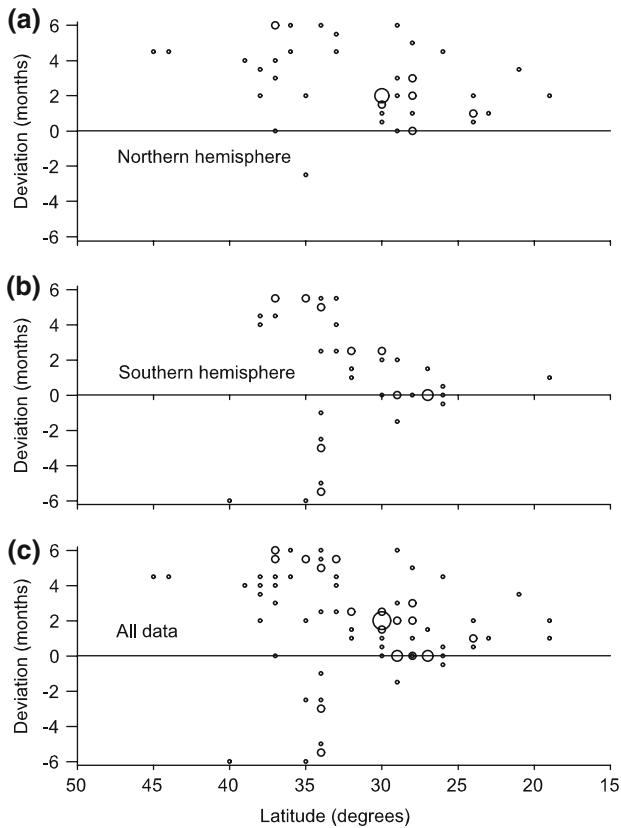 (a)
Deviation (months)
6
4
2
0
-2
-4
-6
Northern hemisphere
(b)
Deviation (months)
6
4
2
0
-2
-4
-6
Southern hemisphere
(c)
Deviation (months)
6
4
2
0
-2
-4
-6
All data
50 45 40 35 30 25 20 15
Latitude (degrees)